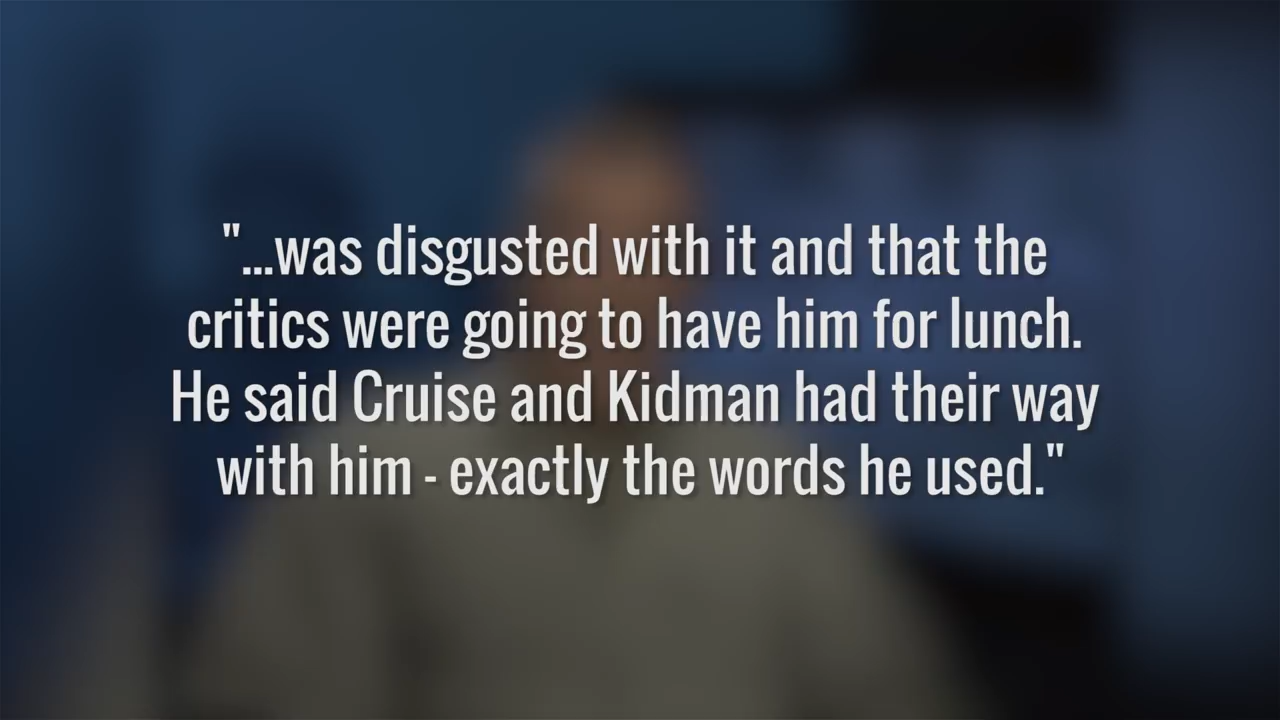 "...was disgusted with it and that the
critics were going to have him for lunch.
He said Cruise and Kidman had their way
with him - exactly the words he used."